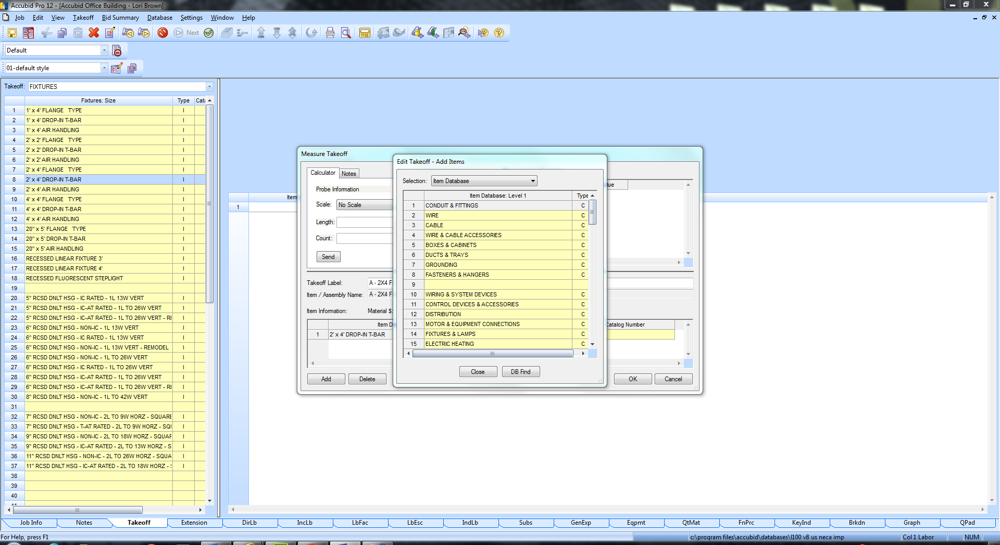 Accubid Pro 12 - [Accubid Office Building - Lori Brown]
Job Edit View Takeoff Bid Summary Database Settings Window Help
Next
Default
01-default style
Takeoff: FIXTURES
Fixtures: Size Type Cata
1 1' x 4' FLANGE TYPE I
2 1' x 4' DROP-IN T-BAR I
3 1' x 4' AIR HANDLING I
4 2' x 2' FLANGE TYPE I
5 2' x 2' DROP-IN T-BAR I
6 2' x 2' AIR HANDLING I
7 2' x 4' FLANGE TYPE I
8 2' x 4' DROP-IN T-BAR I
9 2' x 4' AIR HANDLING I
10 4' x 4' FLANGE TYPE I
11 4' x 4' DROP-IN T-BAR I
12 4' x 4' AIR HANDLING I
13 20" x 5' FLANGE TYPE I
14 20" x 5' DROP-IN T-BAR I
15 20" x 5' AIR HANDLING I
16 RECESSED LINEAR FIXTURE 3' I
17 RECESSED LINEAR FIXTURE 4' I
18 RECESSED FLUORESCENT STEPLIGHT I
19
20 5" RCSD DNLT HSG - IC RATED - 1L 13W VERT I
21 5" RCSD DNLT HSG - IC-AT RATED - 1L TO 26W VERT I
22 5" RCSD DNLT HSG - IC-AT RATED - 1L TO 26W VERT - RI I
23 6" RCSD DNLT HSG - NON-IC - 1L 13W VERT I
24 6" RCSD DNLT HSG - IC RATED - 1L 13W VERT I
25 6" RCSD DNLT HSG - NON-IC - 1L 13W VERT - REMODEL I
26 6" RCSD DNLT HSG - NON-IC - 1L TO 26W VERT I
27 6" RCSD DNLT HSG - IC RATED - 1L TO 26W VERT I
28 6" RCSD DNLT HSG - IC-AT RATED - 1L TO 26W VERT I
29 6" RCSD DNLT HSG - IC-AT RATED - 1L TO 26W VERT - RI I
30 8" RCSD DNLT HSG - NON-IC - 1L TO 42W VERT I
31
32 7" RCSD DNLT HSG - NON-IC - 2L TO 9W HORZ - SQUARE I
33 7" RCSD DNLT HSG - T-AT RATED - 2L TO 9W HORZ - SQU I
34 9" RCSD DNLT HSG - NON-IC - 2L TO 18W HORZ - SQUAR I
35 9" RCSD DNLT HSG - IC-AT RATED - 2L TO 13W HORZ - S I
36 11" RCSD DNLT HSG - NON-IC - 2L TO 26W HORZ - SQUA I
37 11" RCSD DNLT HSG - IC-AT RATED - 2L TO 18W HORZ - I
38
39
40
41
Item
1
Measure Takeoff
Calculator Notes
Probe Information
Scale: No Scale
Length:
Count:
Send
lue
Takeoff Label: A - 2X4 F
Item / Assembly Name: A - 2X4 F
Item Information: Material $:
Item D Catalog Number
1 2' x 4' DROP-IN T-BAR
Add Delete OK Cancel
Edit Takeoff - Add Items
Selection: Item Database
Item Database: Level 1 Type
1 CONDUIT & FITTINGS C
2 WIRE C
3 CABLE C
4 WIRE & CABLE ACCESSORIES C
5 BOXES & CABINETS C
6 DUCTS & TRAYS C
7 GROUNDING C
8 FASTENERS & HANGERS C
9
10 WIRING & SYSTEM DEVICES C
11 CONTROL DEVICES & ACCESSORIES C
12 DISTRIBUTION C
13 MOTOR & EQUIPMENT CONNECTIONS C
14 FIXTURES & LAMPS C
15 ELECTRIC HEATING C
Close DB Find
Job Info Notes Takeoff Extension DirLb IncLb LbFac LbEsc IndLb Subs GenExp Eqpmt QtMat FnPrc KeyInd Brkdn Graph QPad
For Help, press F1 c:\program files\accubid\databases\l100 v8 us neca imp Col 1 Labor NUM